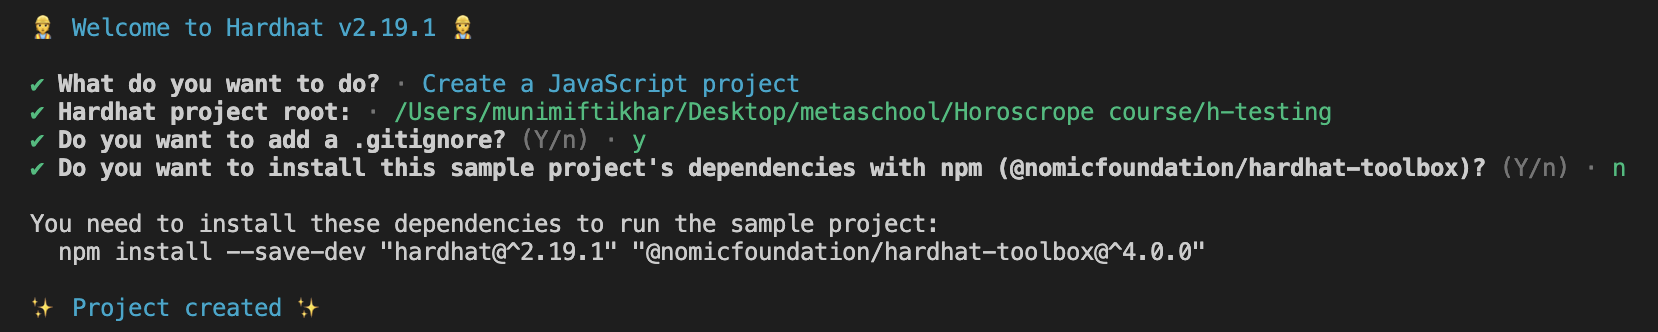 👷 Welcome to Hardhat v2.19.1 👷
✔ What do you want to do? · Create a JavaScript project
✔ Hardhat project root: · /Users/munimiftikhar/Desktop/metaschool/Horoscrope course/h-testing
✔ Do you want to add a .gitignore? (Y/n) · y
✔ Do you want to install this sample project's dependencies with npm (@nomicfoundation/hardhat-toolbox)? (Y/n) · n
You need to install these dependencies to run the sample project:
npm install --save-dev "hardhat@^2.19.1" "@nomicfoundation/hardhat-toolbox@^4.0.0"
✨ Project created ✨